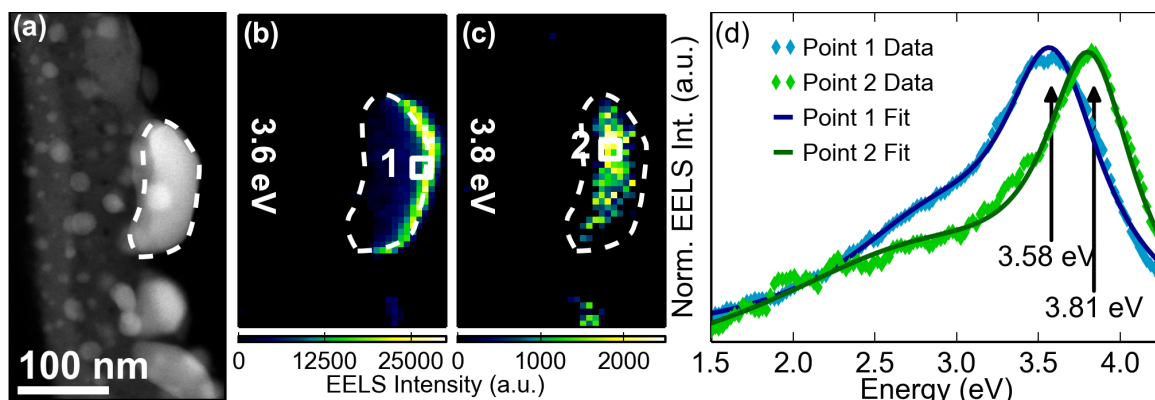 (a)
100 nm
(b)
3.6 eV
1
0 12500 25000
(c)
3.8 eV
2
0 1000 2000
EELS Intensity (a.u.)
(d)
Norm. EELS Int. (a.u.)
Point 1 Data
Point 2 Data
Point 1 Fit
Point 2 Fit
3.58 eV
3.81 eV
1.5 2.0 2.5 3.0 3.5 4.0
Energy (eV)